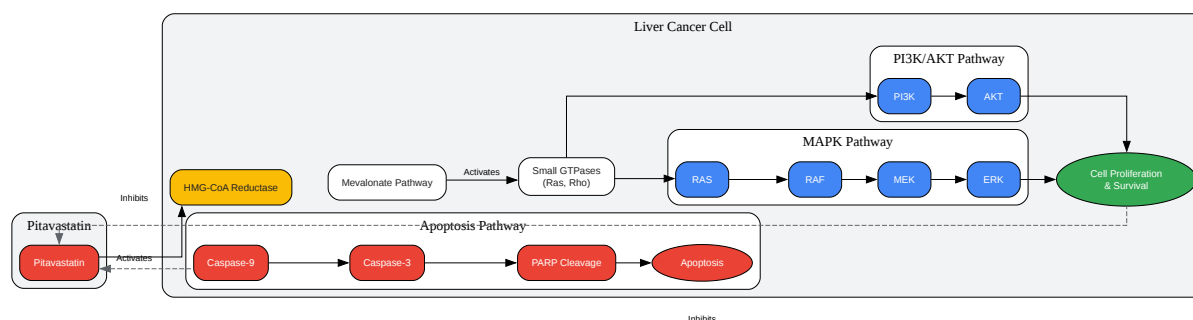 Liver Cancer Cell
PI3K/AKT Pathway
PI3K
AKT
MAPK Pathway
RAS
RAF
MEK
ERK
Small GTPases
(Ras, Rho)
Activates
Mevalonate Pathway
HMG-CoA Reductase
Cell Proliferation
& Survival
Inhibits
Pitavastatin
Pitavastatin
Activates
Apoptosis Pathway
Caspase-9
Caspase-3
PARP Cleavage
Apoptosis
Inhibits